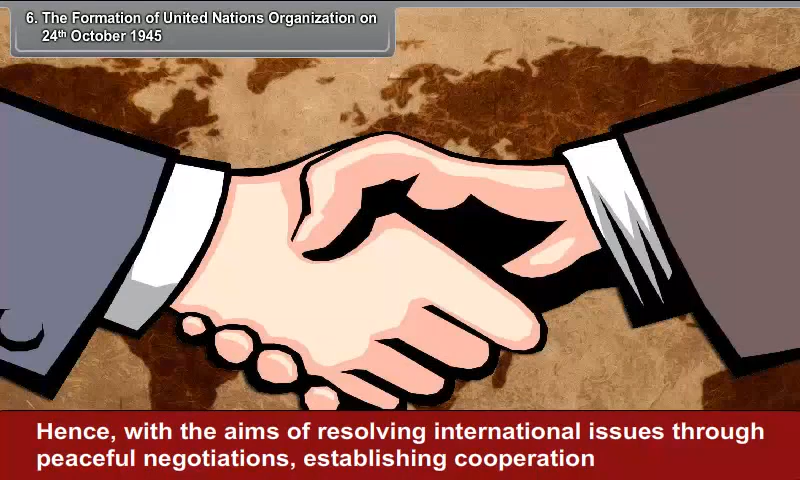 6. The Formation of United Nations Organization on
24th October 1945
Hence, with the aims of resolving international issues through
peaceful negotiations, establishing cooperation